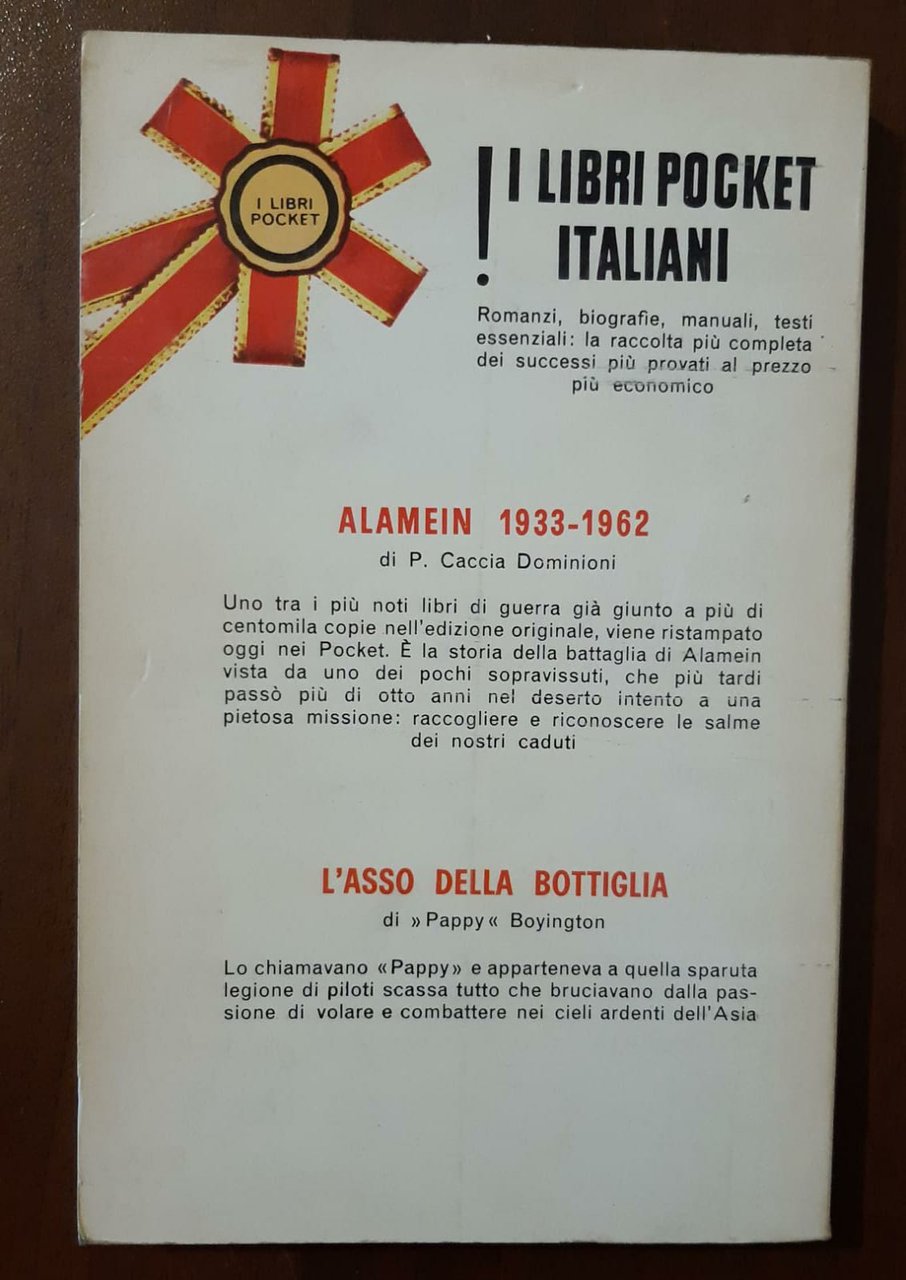 I LIBRI
POCKET
! I LIBRI POCKET
ITALIANI
Romanzi, biografie, manuali, testi
essenziali: la raccolta più completa
dei successi più provati al prezzo
più economico
ALAMEIN 1933-1962
di P. Caccia Dominioni
Uno tra i più noti libri di guerra già giunto a più di
centomila copie nell'edizione originale, viene ristampato
oggi nei Pocket. È la storia della battaglia di Alamein
vista da uno dei pochi sopravissuti, che più tardi
passò più di otto anni nel deserto intento a una
pietosa missione: raccogliere e riconoscere le salme
dei nostri caduti
L'ASSO DELLA BOTTIGLIA
di »Pappy« Boyington
Lo chiamavano «Pappy» e apparteneva a quella sparuta
legione di piloti scassa tutto che bruciavano dalla pas-
sione di volare e combattere nei cieli ardenti dell'Asia